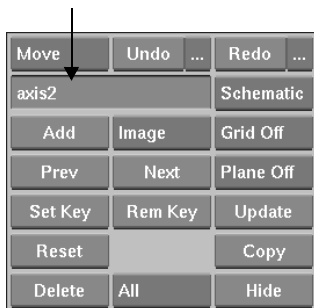 Move Undo ... Redo ...
axis2 Schematic
Add Image Grid Off
Prev Next Plane Off
Set Key Rem Key Update
Reset Copy
Delete All Hide